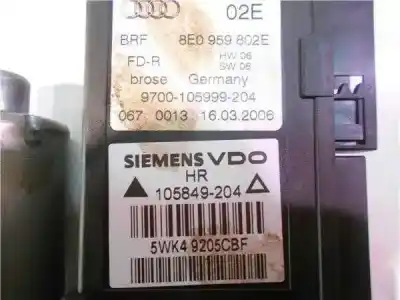 02E
BRF 8E0 959 802E
FD-R HW 06
SW 06
brose Germany
9700-105999-204
067 0013 16.03.2006
SIEMENS VDO
HR
105849-204
5WK4 9205CBF